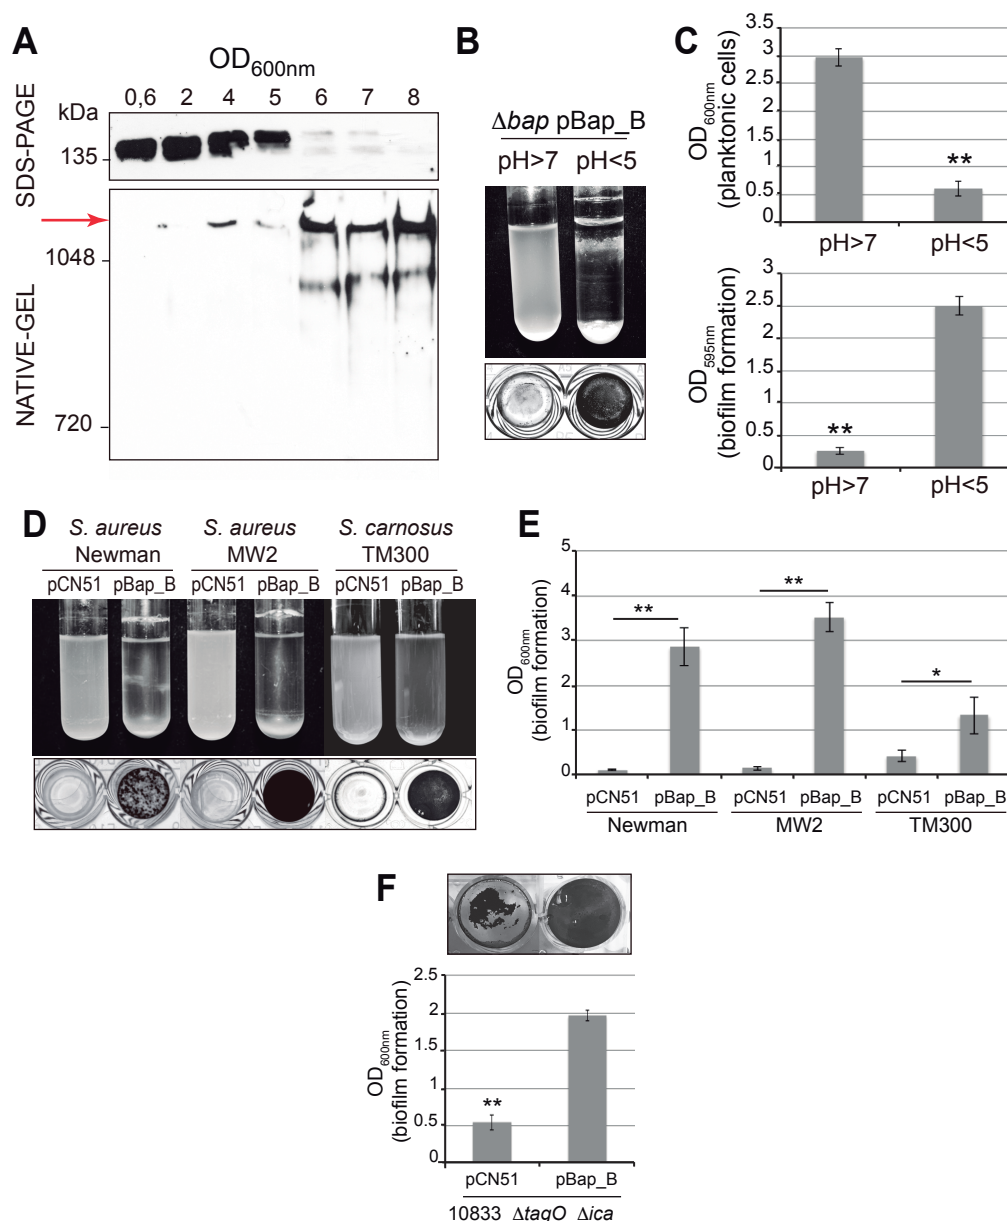 A
OD600nm
kDa
0,6 2 4 5 6 7 8
SDS-PAGE
135
NATIVE-GEL
1048
720
B
Δbap pBap_B
pH>7 pH<5
C
OD600nm
(planktonic cells)
3.5
3
2.5
2
1.5
1
0.5
0
**
pH>7 pH<5
OD595nm
(biofilm formation)
3
2.5
2
1.5
1
0.5
0
**
pH>7 pH<5
D
S. aureus S. aureus S. carnosus
Newman MW2 TM300
pCN51 pBap_B pCN51 pBap_B pCN51 pBap_B
E
OD600nm
(biofilm formation)
5
4
3
2
1
0
** ** *
pCN51 pBap_B pCN51 pBap_B pCN51 pBap_B
Newman MW2 TM300
F
OD600nm
(biofilm formation)
2.5
2
1.5
1
0.5
0
**
pCN51 pBap_B
10833 ΔtagO Δica